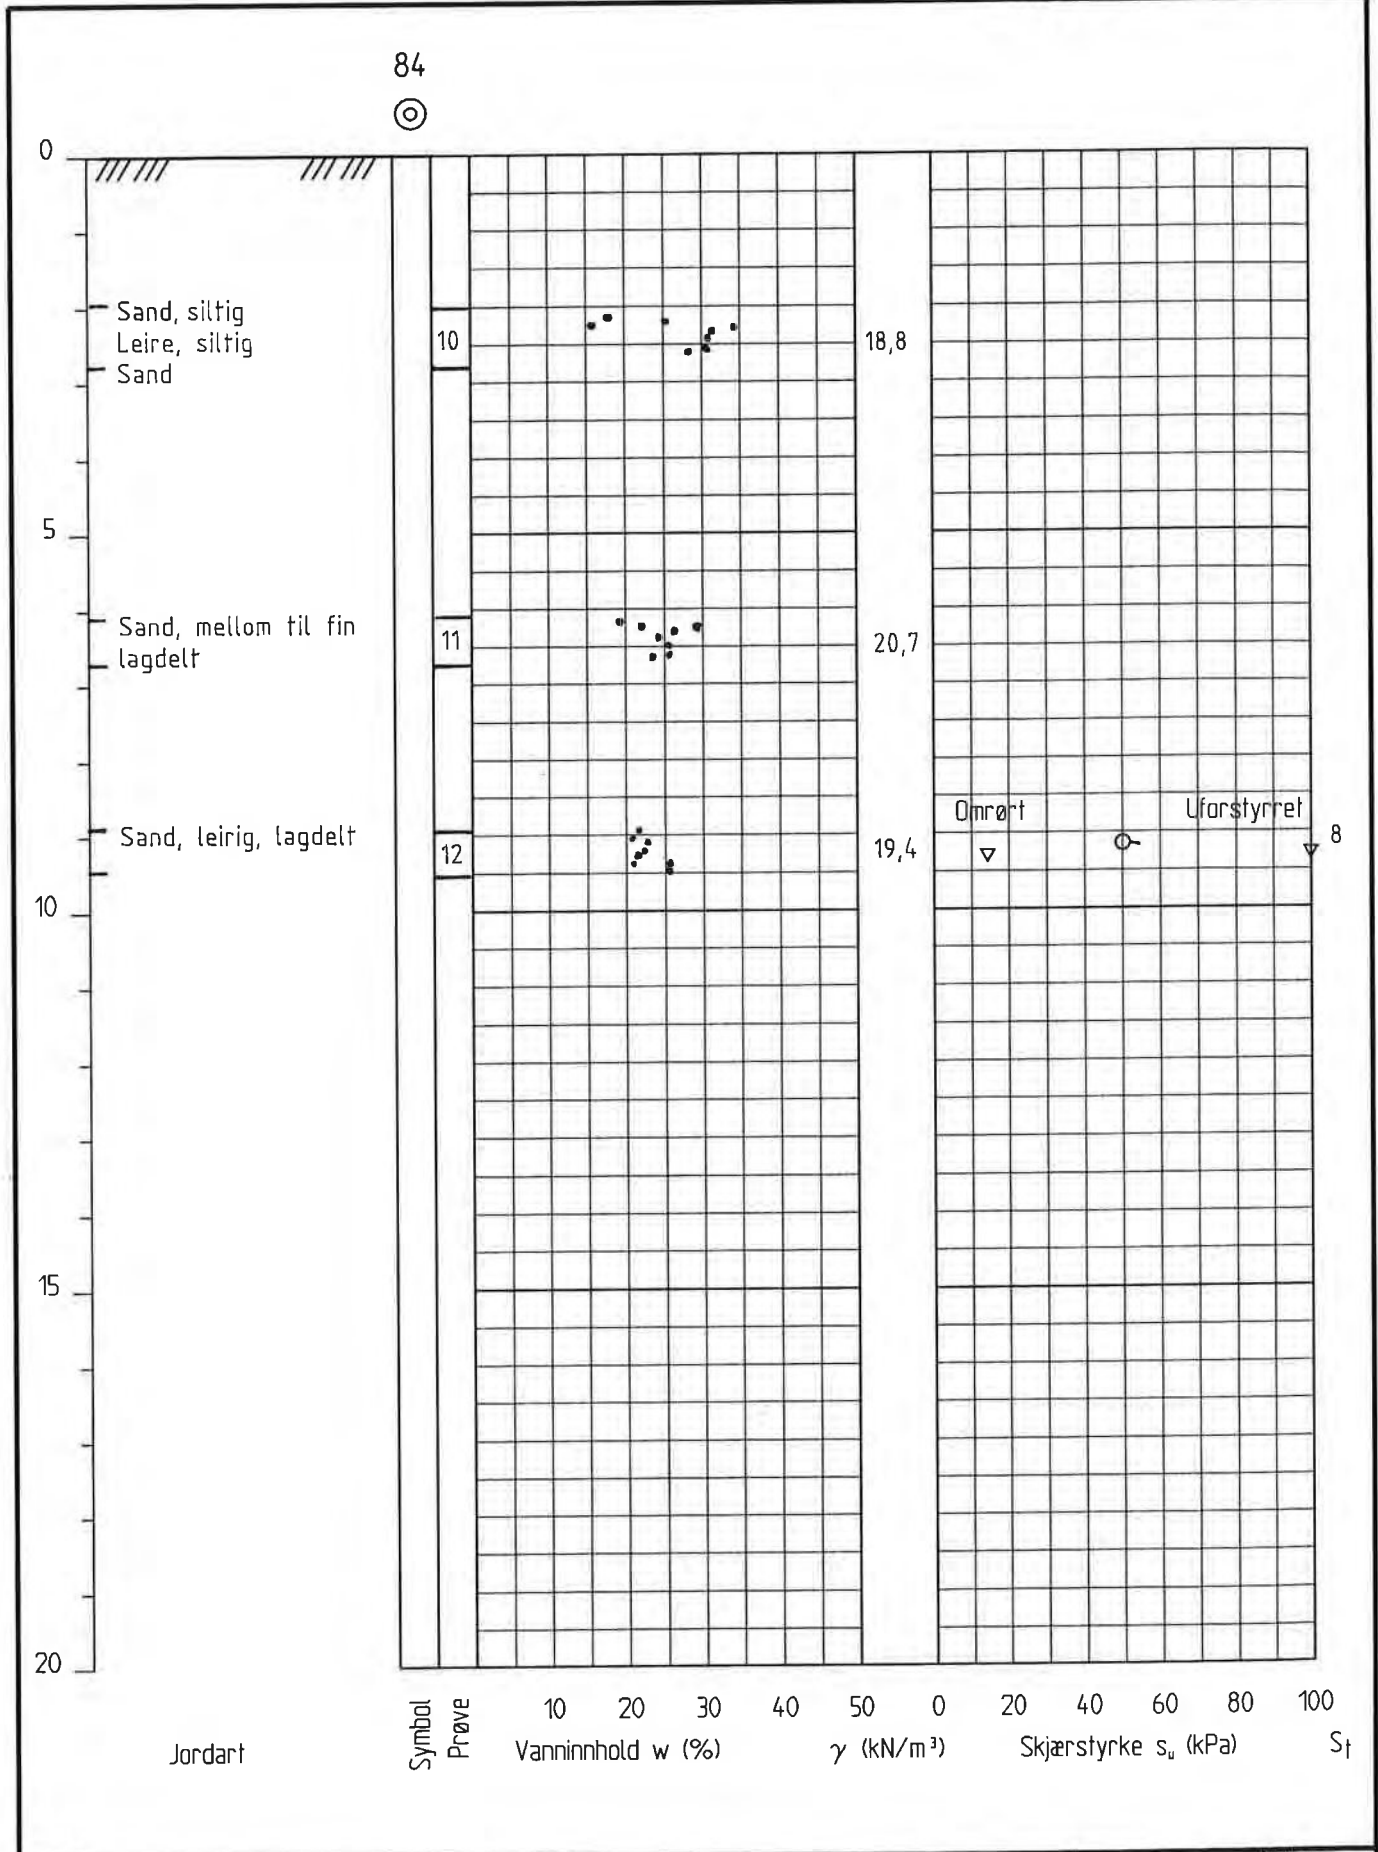 84
0
Sand, siltig
Leire, siltig
Sand
10
18,8
5
Sand, mellom til fin
lagdelt
11
20,7
Omrørt
Uforstyrret
Sand, leirig, lagdelt
12
19,4
8
10
15
20
Symbol
Prøve
10 20 30 40 50 0 20 40 60 80 100
Jordart
Vanninnhold w (%)
γ (kN/m³)
Skjærstyrke sᵤ (kPa)
St